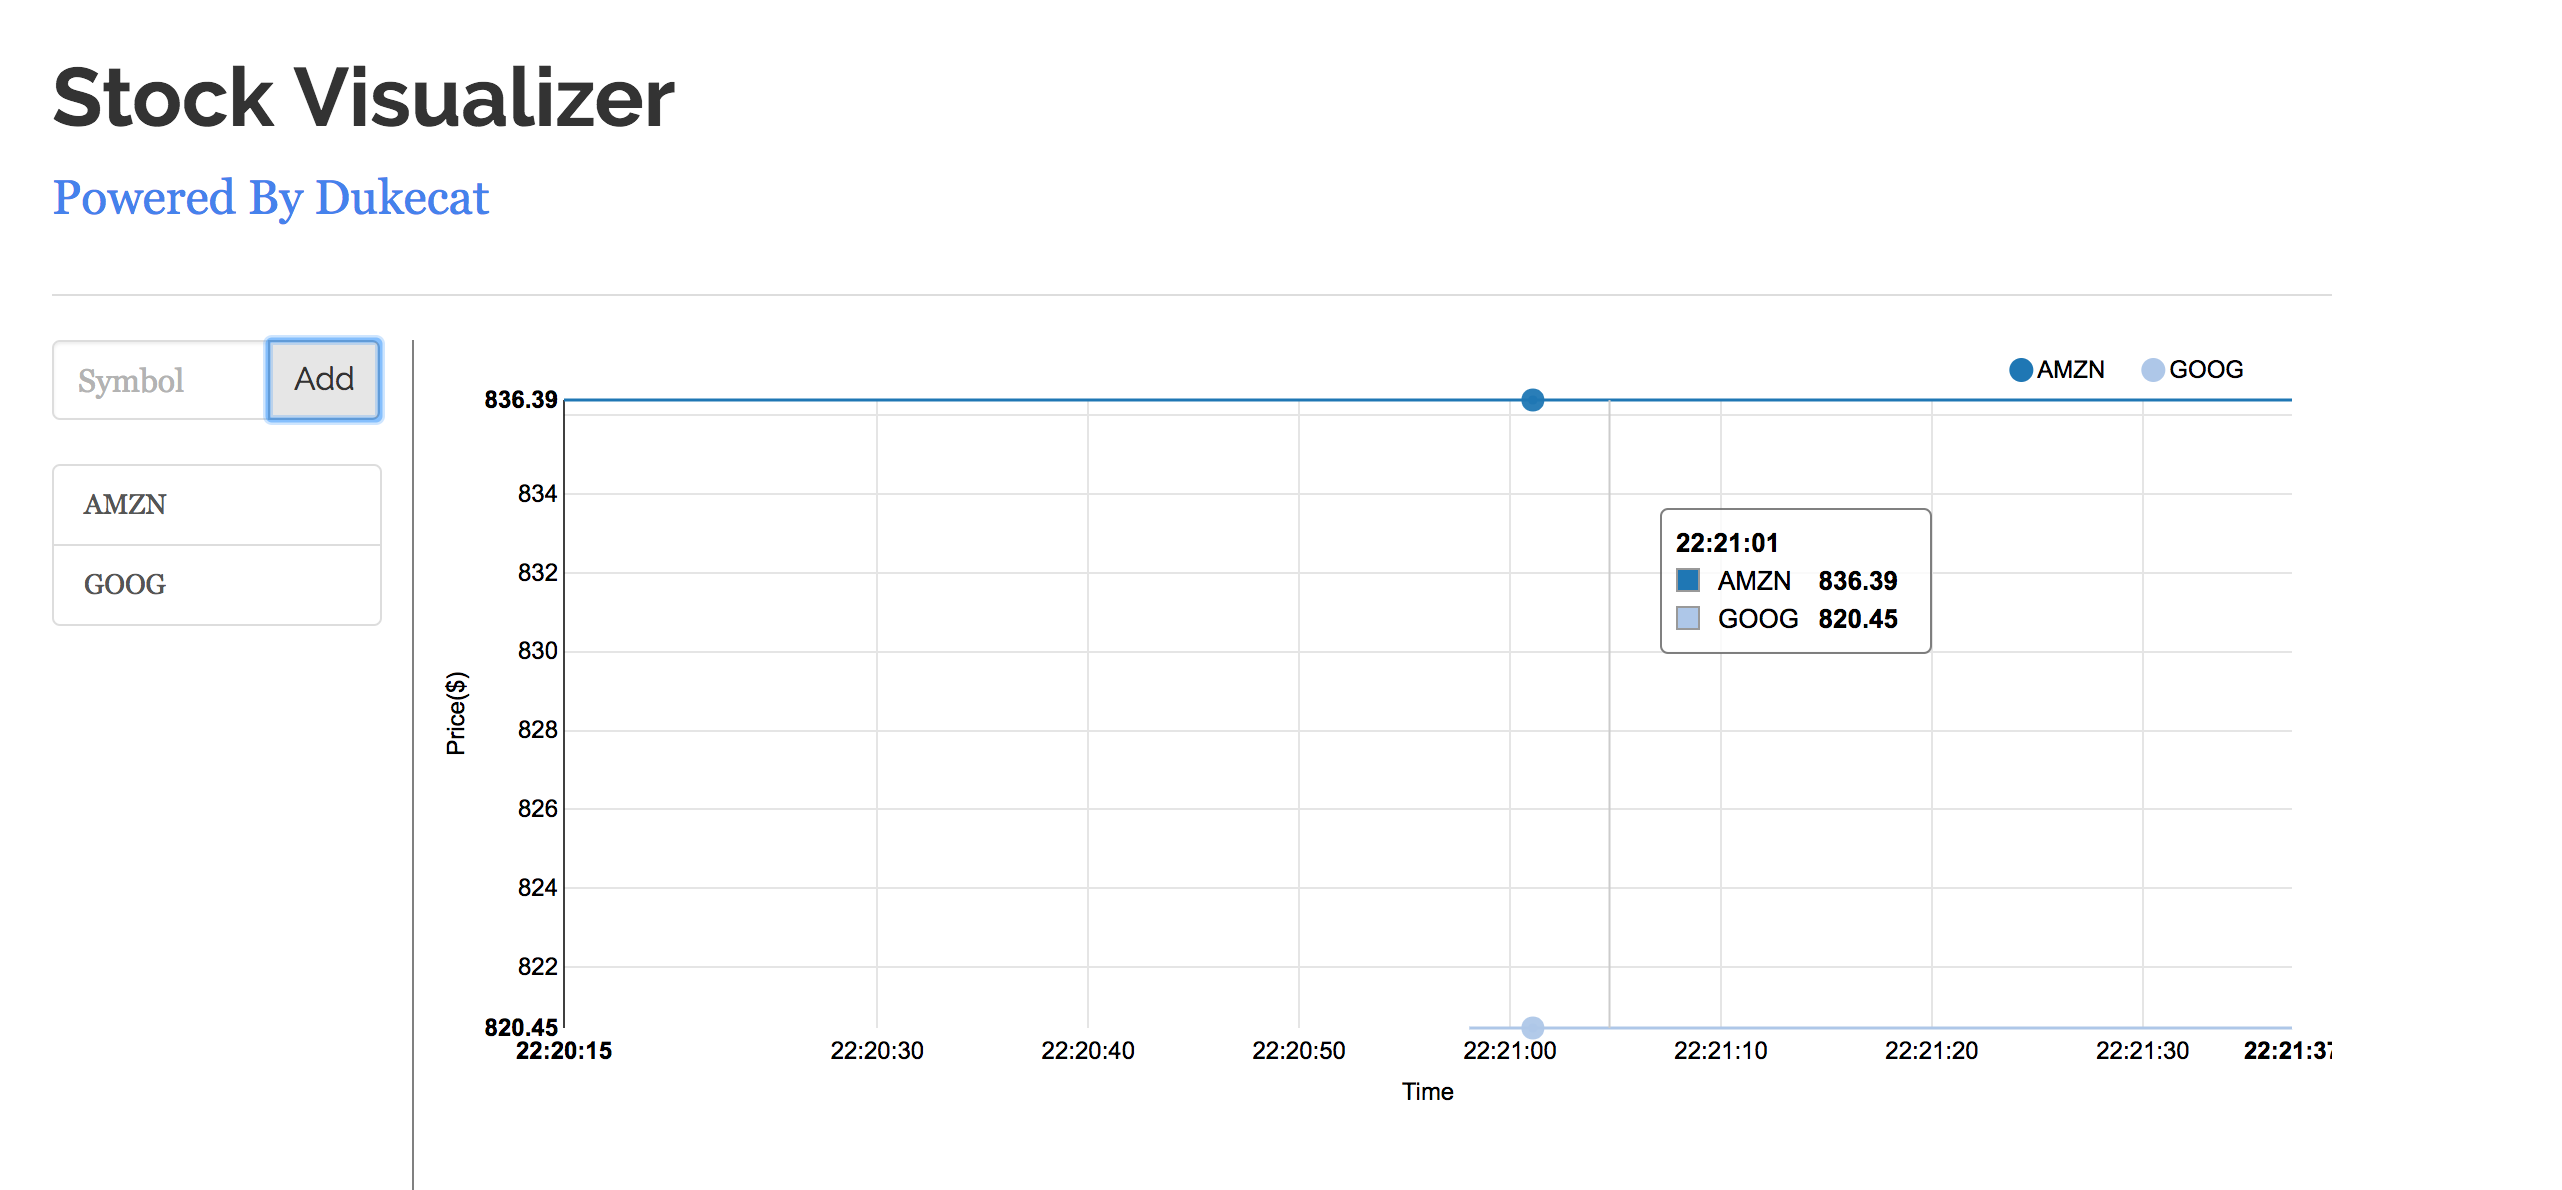 Stock Visualizer
Powered By Dukecat
Symbol
Add
AMZN
GOOG
AMZN GOOG
836.39
834
832
830
828
826
824
822
820.45
Price($)
22:21:01
AMZN 836.39
GOOG 820.45
22:20:15 22:20:30 22:20:40 22:20:50 22:21:00 22:21:10 22:21:20 22:21:30 22:21:37
Time